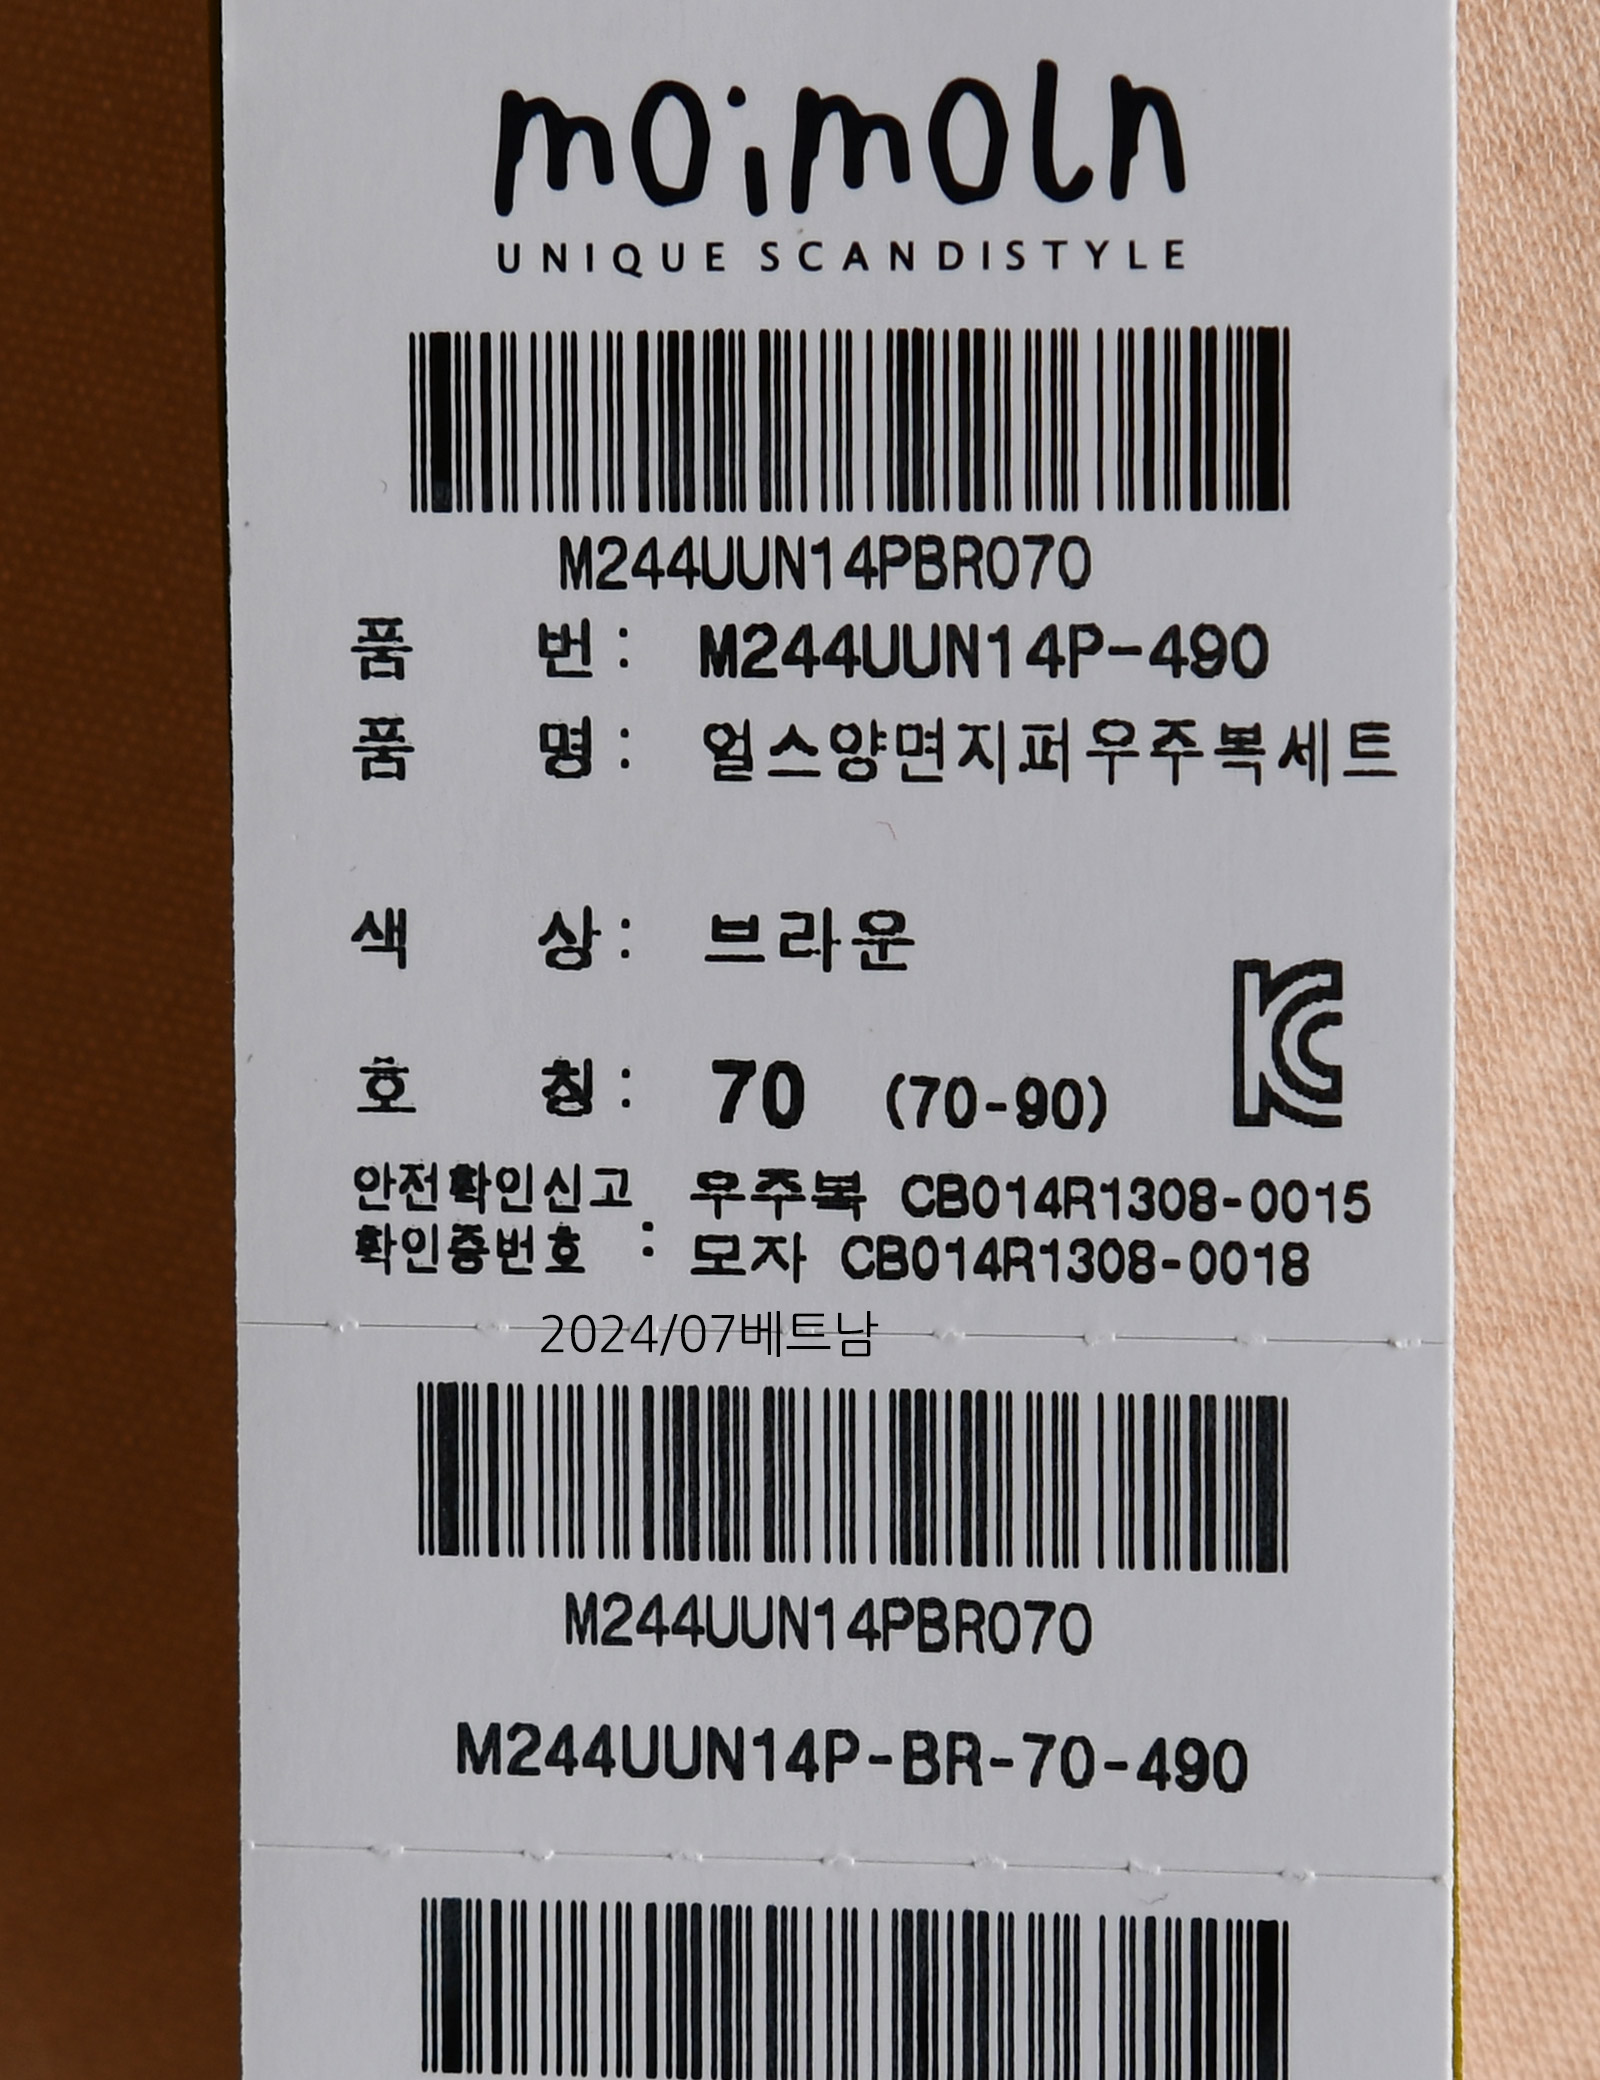 moimoln
UNIQUE SCANDISTYLE
M244UUN14PBR070
품 번 : M244UUN14P-490
품 명 : 얼스양면지퍼우주복세트
색 상 : 브라운
KC
호 칭 : 70 (70-90)
안전확인신고 우주복 CB014R1308-0015
확인증번호 : 모자 CB014R1308-0018
2024/07베트남
M244UUN14PBR070
M244UUN14P-BR-70-490